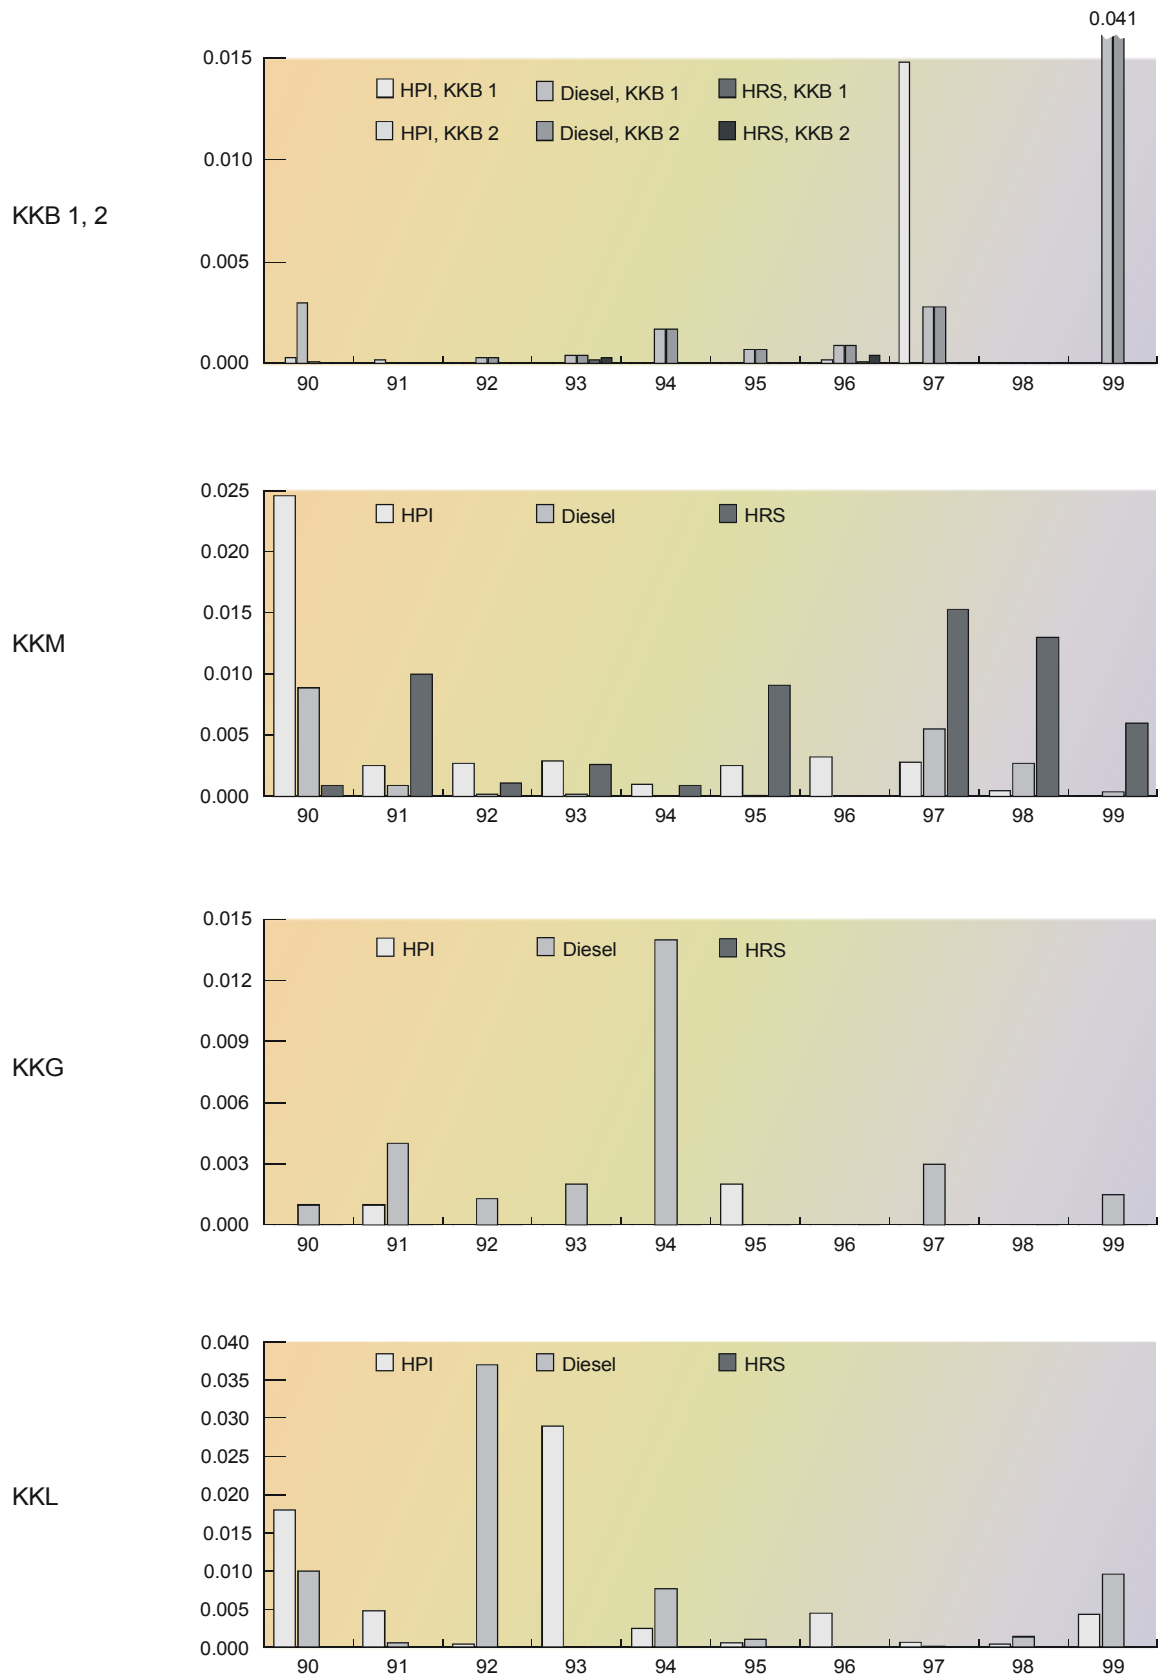 0.041
0.015
HPI, KKB 1 Diesel, KKB 1 HRS, KKB 1
HPI, KKB 2 Diesel, KKB 2 HRS, KKB 2
0.010
KKB 1, 2
0.005
0.000
90 91 92 93 94 95 96 97 98 99
0.025
HPI Diesel HRS
0.020
0.015
KKM
0.010
0.005
0.000
90 91 92 93 94 95 96 97 98 99
0.015
HPI Diesel HRS
0.012
0.009
KKG
0.006
0.003
0.000
90 91 92 93 94 95 96 97 98 99
0.040
HPI Diesel HRS
0.035
0.030
0.025
0.020
KKL
0.015
0.010
0.005
0.000
90 91 92 93 94 95 96 97 98 99